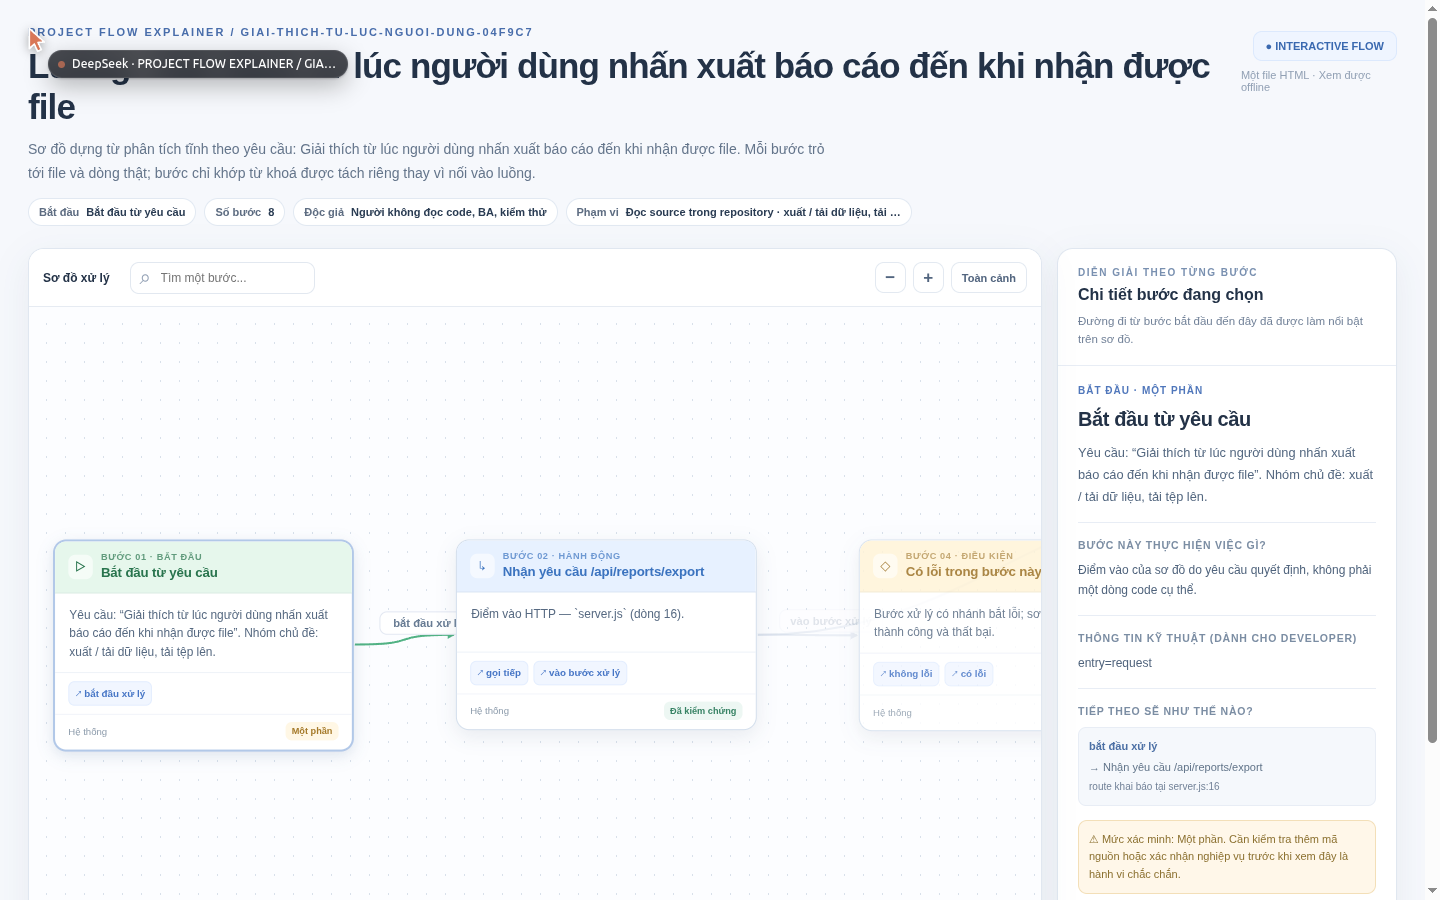 PROJECT FLOW EXPLAINER / GIAI-THICH-TU-LUC-NGUOI-DUNG-04F9C7
DeepSeek · PROJECT FLOW EXPLAINER / GIA…
lúc người dùng nhấn xuất báo cáo đến khi nhận được
file
● INTERACTIVE FLOW
Một file HTML · Xem được
offline
Sơ đồ dựng từ phân tích tĩnh theo yêu cầu: Giải thích từ lúc người dùng nhấn xuất báo cáo đến khi nhận được file. Mỗi bước trỏ
tới file và dòng thật; bước chỉ khớp từ khoá được tách riêng thay vì nối vào luồng.
Bắt đầu Bắt đầu từ yêu cầu
Số bước 8
Độc giả Người không đọc code, BA, kiểm thử
Phạm vi Đọc source trong repository · xuất / tải dữ liệu, tải …
Sơ đồ xử lý
Tìm một bước...
−
+
Toàn cảnh
BƯỚC 01 · BẮT ĐẦU
Bắt đầu từ yêu cầu
Yêu cầu: “Giải thích từ lúc người dùng nhấn xuất
báo cáo đến khi nhận được file”. Nhóm chủ đề:
xuất / tải dữ liệu, tải tệp lên.
↗ bắt đầu xử lý
Hệ thống
Một phần
bắt đầu xử l
BƯỚC 02 · HÀNH ĐỘNG
Nhận yêu cầu /api/reports/export
Điểm vào HTTP — `server.js` (dòng 16).
↗ gọi tiếp
↗ vào bước xử lý
Hệ thống
Đã kiểm chứng
vào bước xử
BƯỚC 04 · ĐIỀU KIỆN
Có lỗi trong bước này
Bước xử lý có nhánh bắt lỗi; sơ
thành công và thất bại.
↗ không lỗi
↗ có lỗi
Hệ thống
DIỄN GIẢI THEO TỪNG BƯỚC
Chi tiết bước đang chọn
Đường đi từ bước bắt đầu đến đây đã được làm nổi bật
trên sơ đồ.
BẮT ĐẦU · MỘT PHẦN
Bắt đầu từ yêu cầu
Yêu cầu: “Giải thích từ lúc người dùng nhấn xuất
báo cáo đến khi nhận được file”. Nhóm chủ đề: xuất
/ tải dữ liệu, tải tệp lên.
BƯỚC NÀY THỰC HIỆN VIỆC GÌ?
Điểm vào của sơ đồ do yêu cầu quyết định, không phải
một dòng code cụ thể.
THÔNG TIN KỸ THUẬT (DÀNH CHO DEVELOPER)
entry=request
TIẾP THEO SẼ NHƯ THẾ NÀO?
bắt đầu xử lý
→ Nhận yêu cầu /api/reports/export
route khai báo tại server.js:16
⚠ Mức xác minh: Một phần. Cần kiểm tra thêm mã
nguồn hoặc xác nhận nghiệp vụ trước khi xem đây là
hành vi chắc chắn.